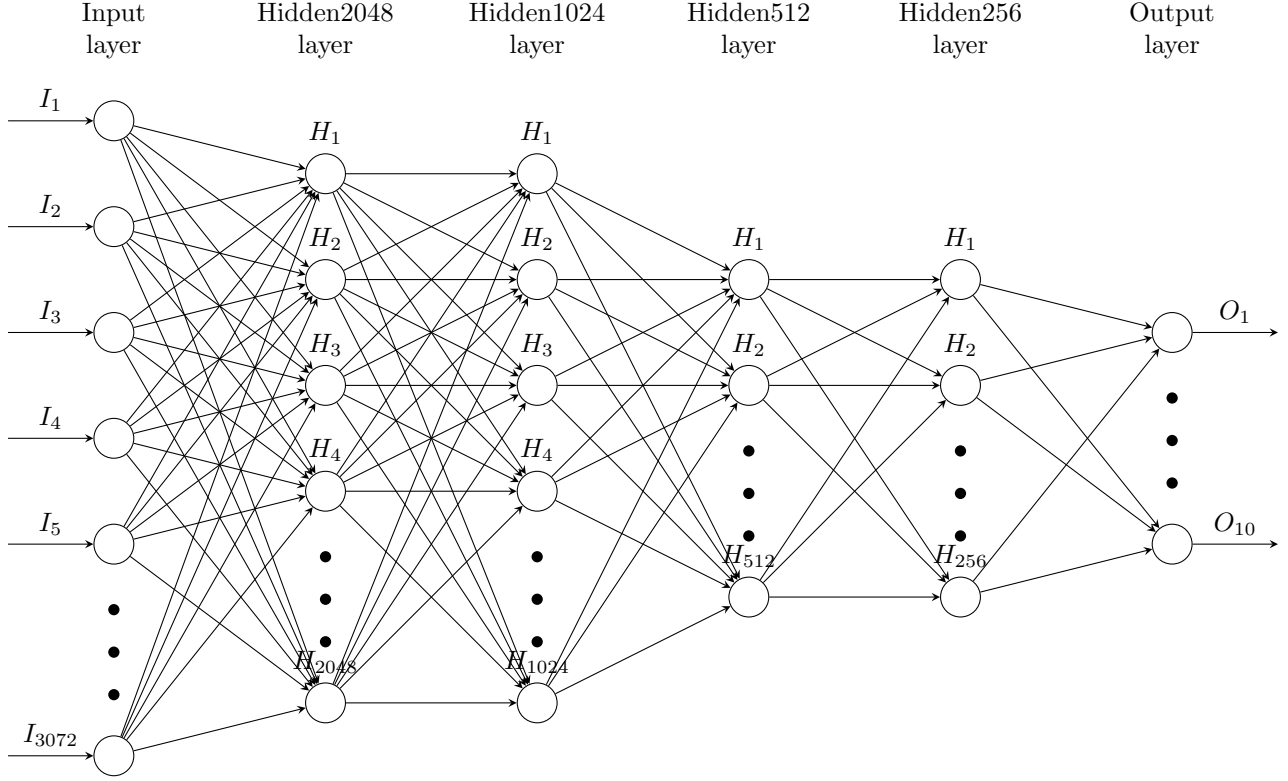 Input layer
Hidden2048 layer
Hidden1024 layer
Hidden512 layer
Hidden256 layer
Output layer
I₁
I₂
I₃
I₄
I₅
I₃₀₇₂
H₁
H₂
H₃
H₄
H₂₀₄₈
H₁
H₂
H₃
H₄
H₁₀₂₄
H₁
H₂
H₅₁₂
H₁
H₂
H₂₅₆
O₁
O₁₀